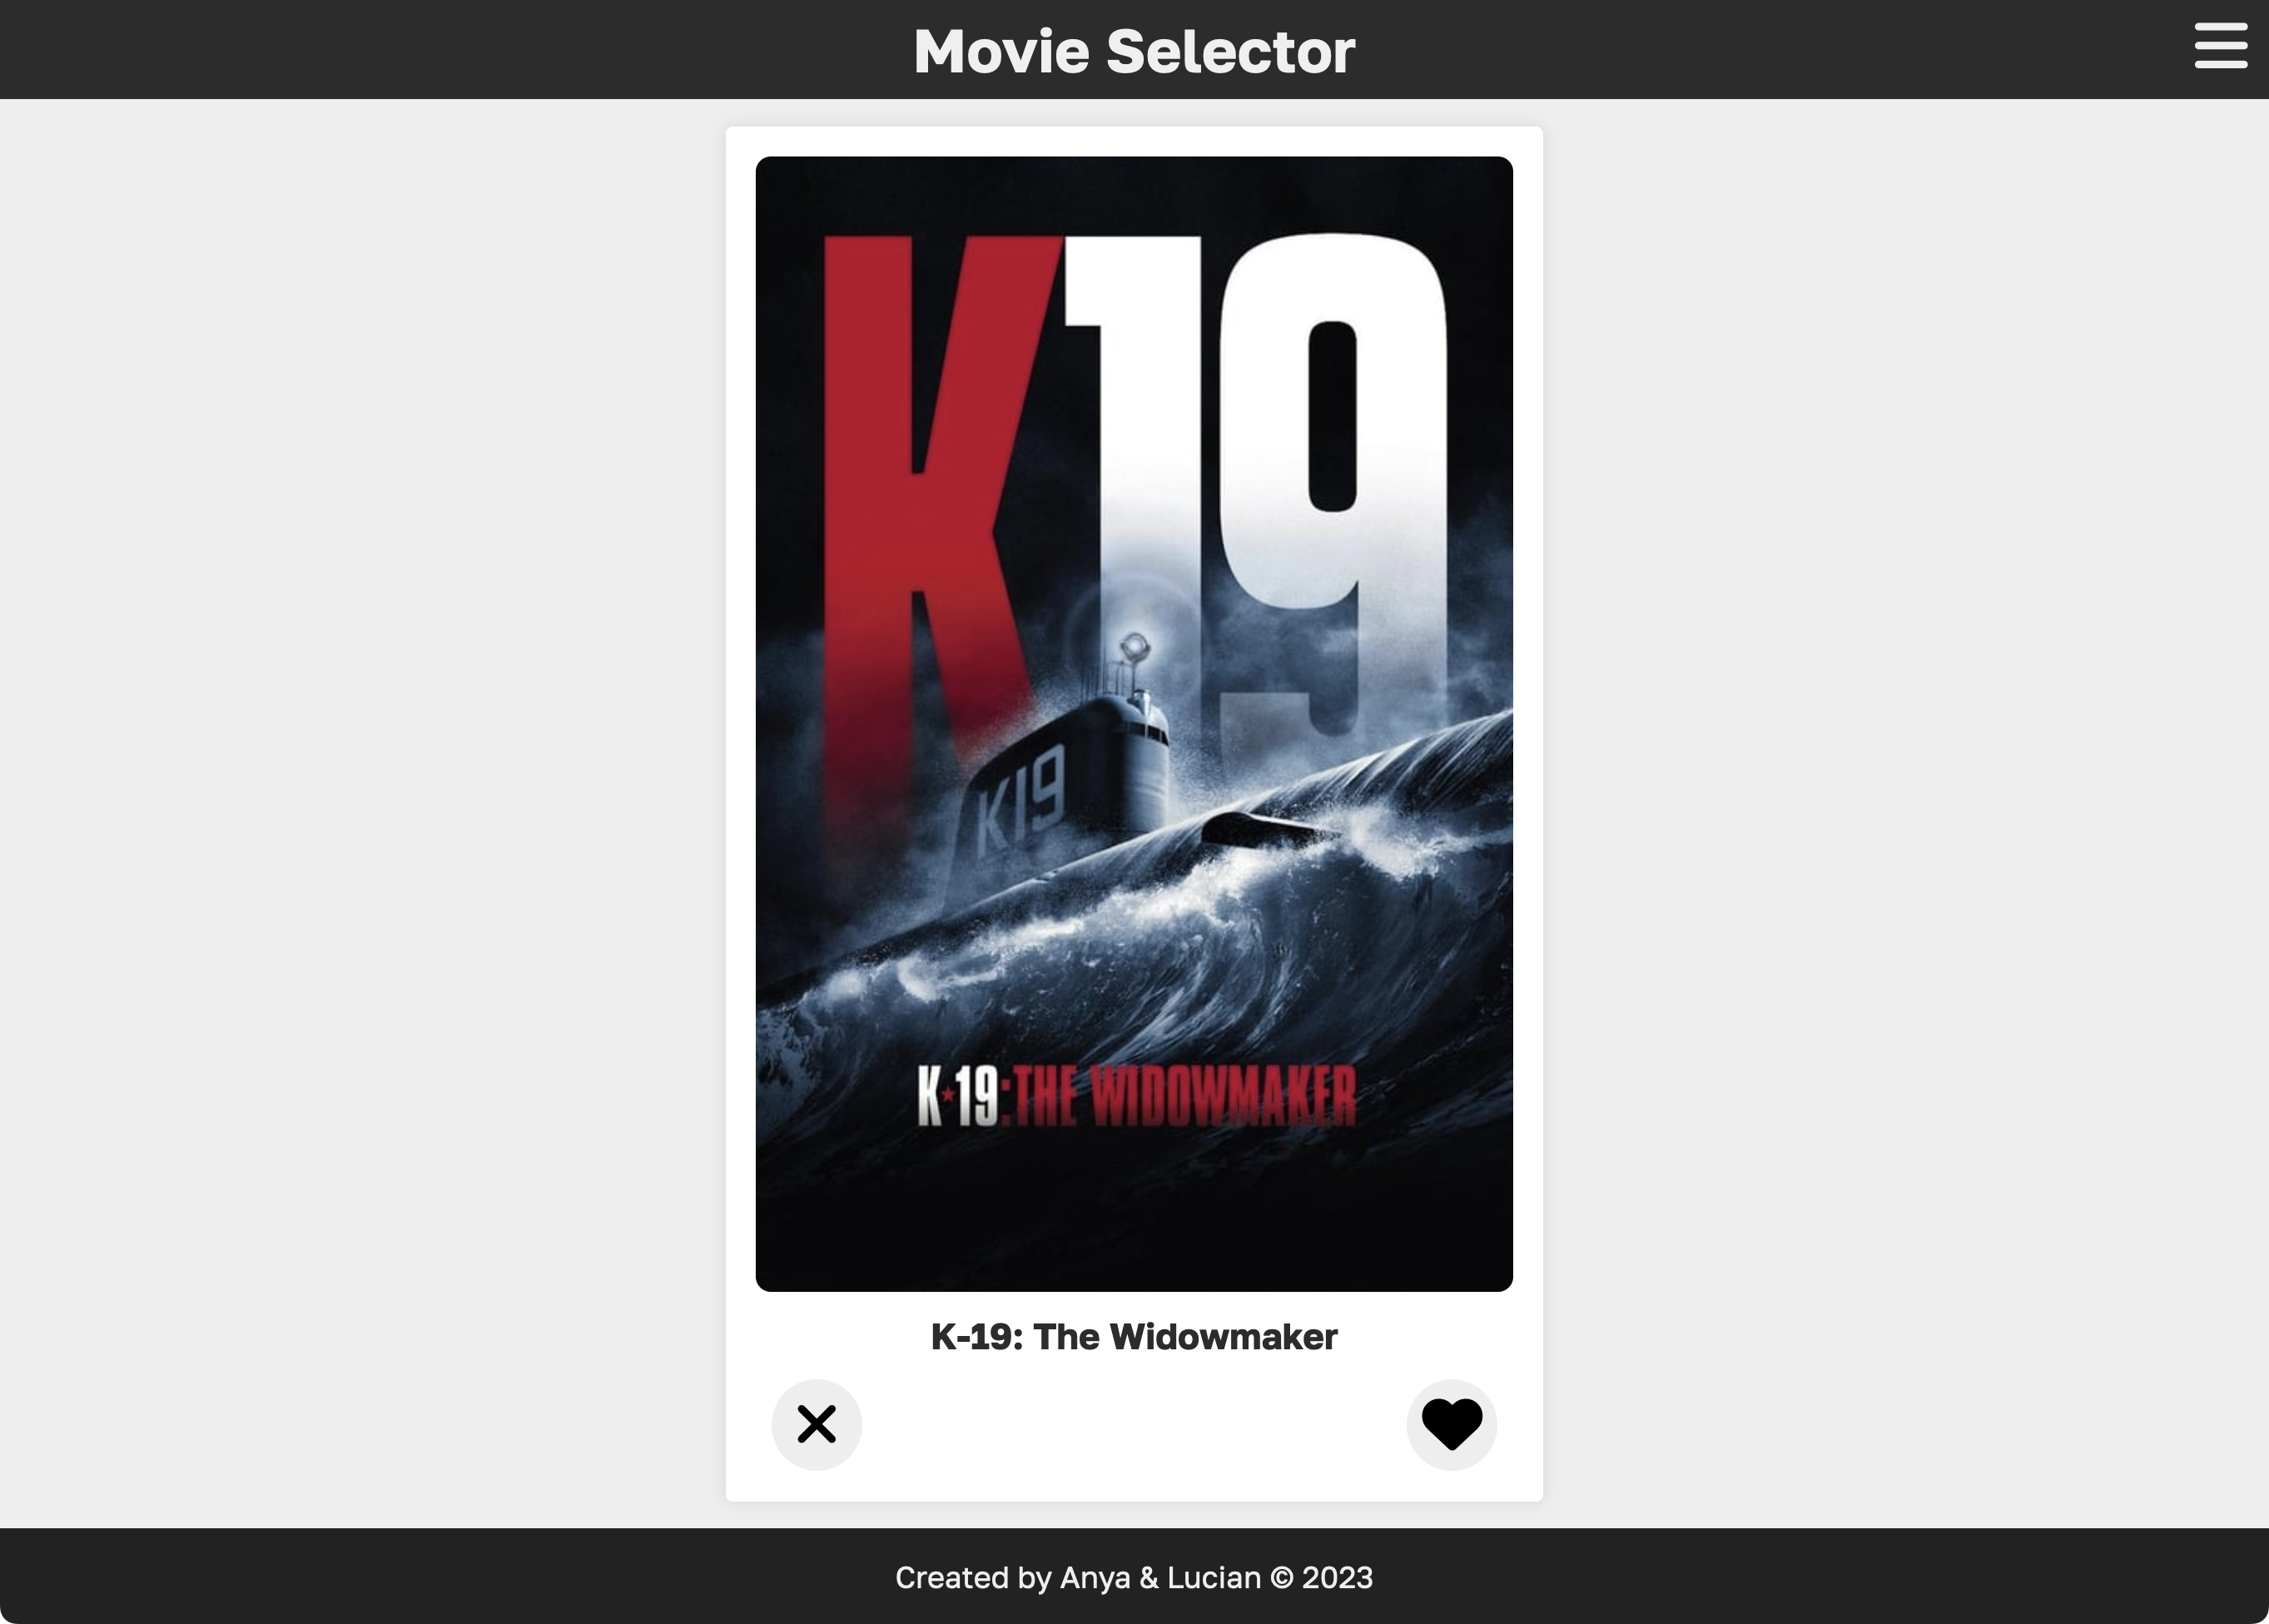 Movie Selector
K19
K19
K★19:THE WIDOWMAKER
K-19: The Widowmaker
Created by Anya & Lucian © 2023